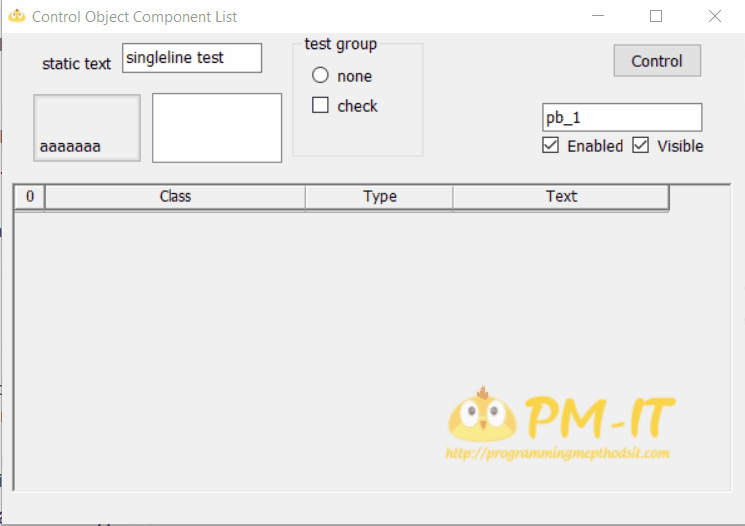 Control Object Component List
static text
singleline test
test group
none
check
Control
aaaaaaa
pb_1
Enabled
Visible
0 Class Type Text
PM-IT
http://programmingmepthodsit.com